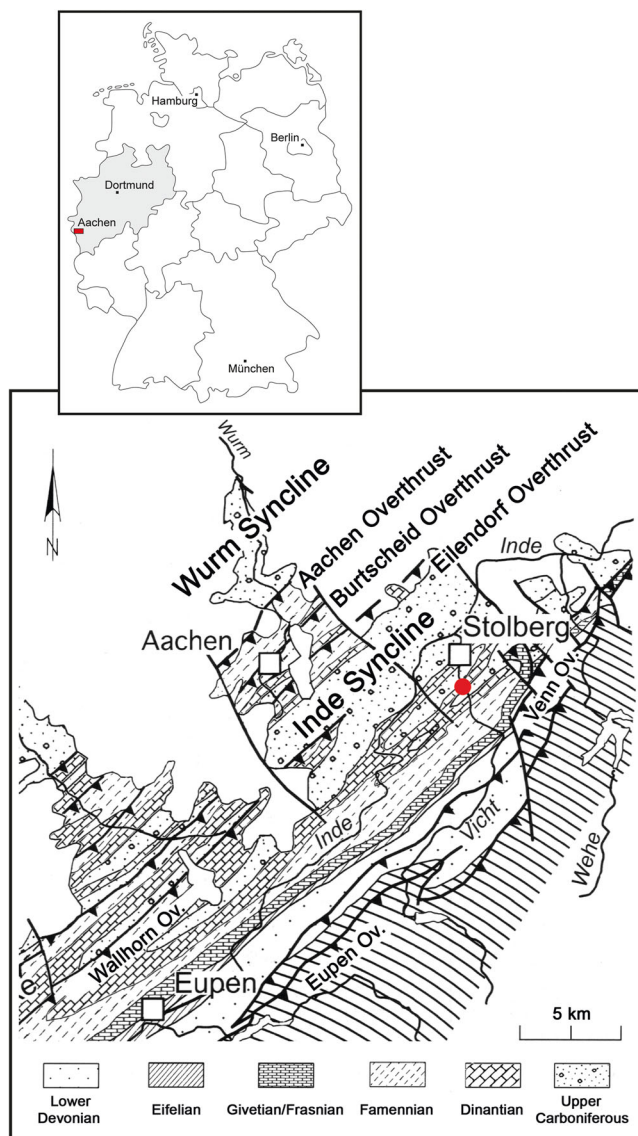 Hamburg
Berlin
Dortmund
Aachen
München
Wurm
N
Wurm Syncline
Aachen Overthrust
Burtscheid Overthrust
Eilendorf Overthrust
Inde
Aachen
Stolberg
Inde Syncline
Venn Ov.
Inde
Vicht
Wehe
Wallhorn Ov.
Eupen Ov.
e
Eupen
5 km
Lower
Devonian
Eifelian
Givetian/Frasnian
Famennian
Dinantian
Upper
Carboniferous